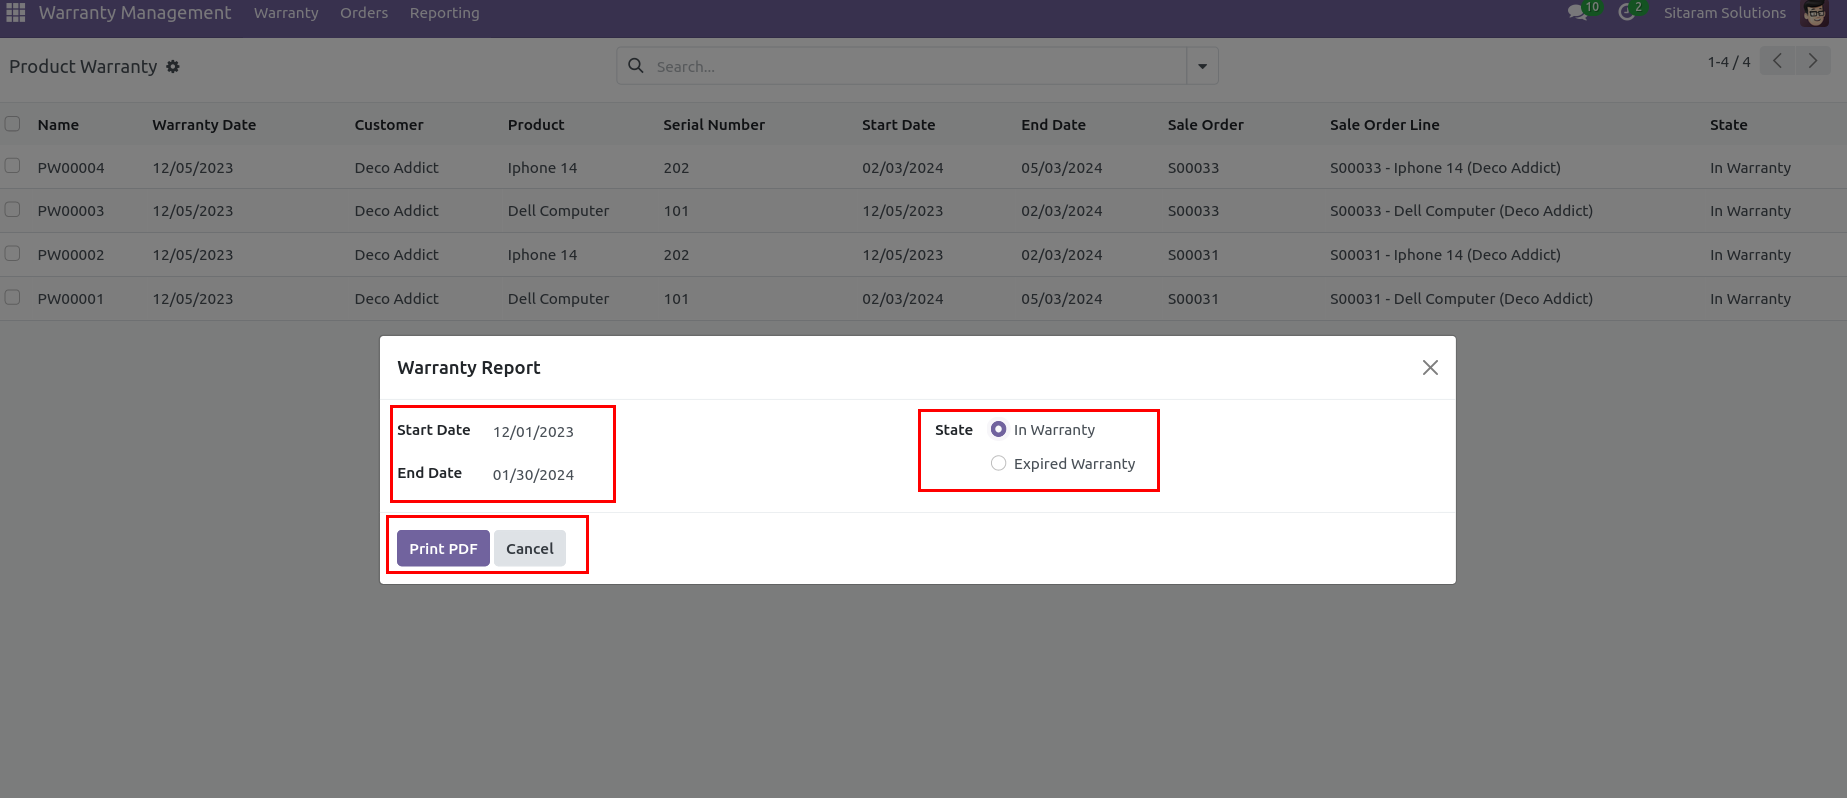 Warranty Management Warranty Orders Reporting 10 2 Sitaram Solutions
Product Warranty Search... 1-4 / 4
Name Warranty Date Customer Product Serial Number Start Date End Date Sale Order Sale Order Line State
PW00004 12/05/2023 Deco Addict Iphone 14 202 02/03/2024 05/03/2024 S00033 S00033 - Iphone 14 (Deco Addict) In Warranty
PW00003 12/05/2023 Deco Addict Dell Computer 101 12/05/2023 02/03/2024 S00033 S00033 - Dell Computer (Deco Addict) In Warranty
PW00002 12/05/2023 Deco Addict Iphone 14 202 12/05/2023 02/03/2024 S00031 S00031 - Iphone 14 (Deco Addict) In Warranty
PW00001 12/05/2023 Deco Addict Dell Computer 101 02/03/2024 05/03/2024 S00031 S00031 - Dell Computer (Deco Addict) In Warranty
Warranty Report
Start Date 12/01/2023 State In Warranty
End Date 01/30/2024 Expired Warranty
Print PDF Cancel